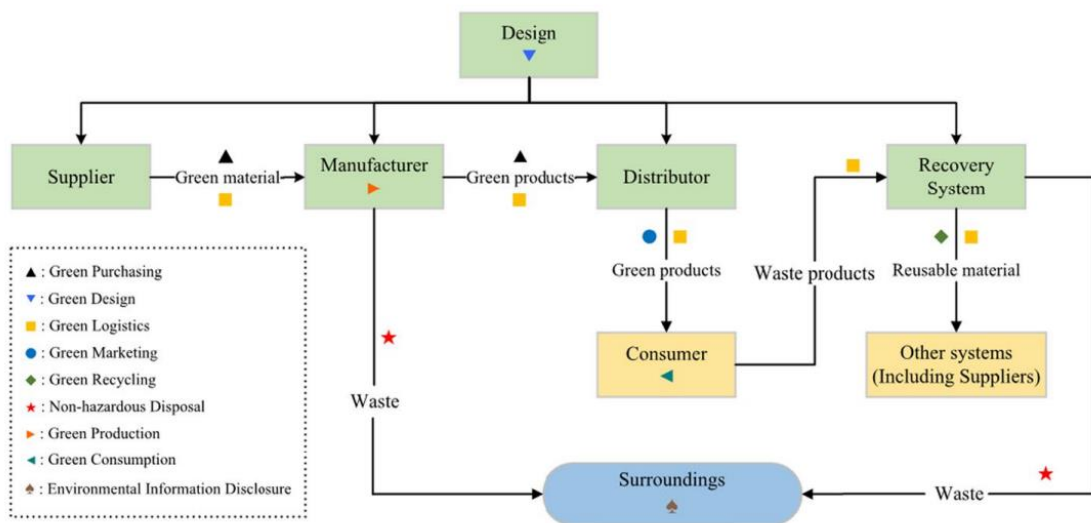 Design
Supplier
Green material
Manufacturer
Green products
Distributor
Recovery
System
Green products
Waste products
Reusable material
Consumer
Other systems
(Including Suppliers)
Waste
Surroundings
Waste
: Green Purchasing
: Green Design
: Green Logistics
: Green Marketing
: Green Recycling
: Non-hazardous Disposal
: Green Production
: Green Consumption
: Environmental Information Disclosure